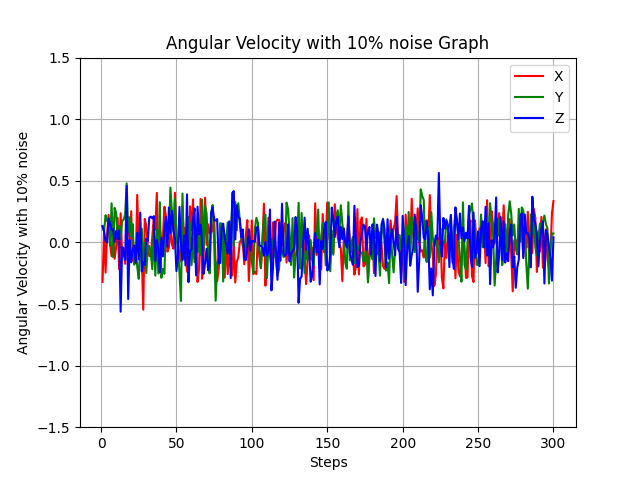 Angular Velocity with 10% noise Graph
Angular Velocity with 10% noise
1.5
1.0
0.5
0.0
−0.5
−1.0
−1.5
X
Y
Z
0
50
100
150
200
250
300
Steps